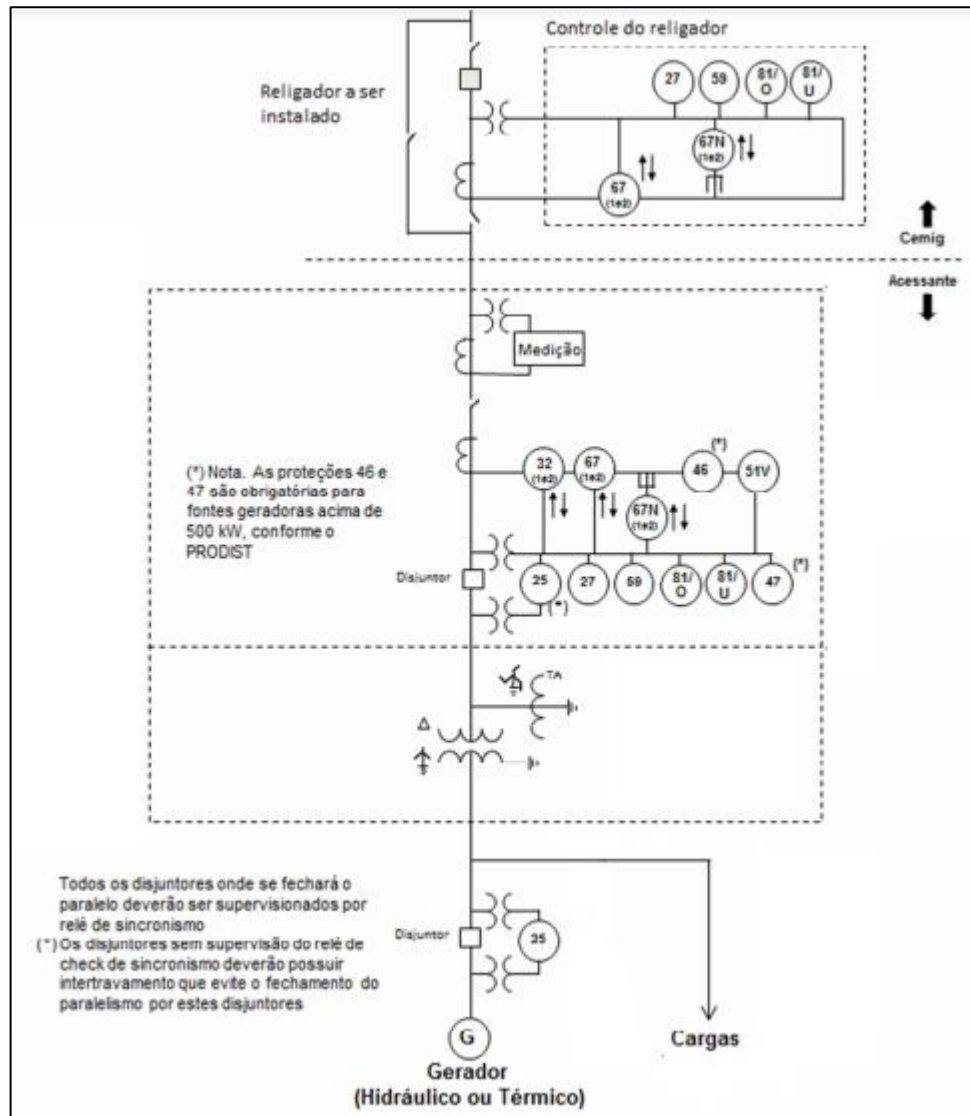 Controle do religador
Religador a ser
instalado
27
59
81/
O
81/
U
67N
(1e2)
67
(1e2)
Cemig
Acessante
Medição
(*)
32
(1e2)
67
(1e2)
46
51V
(*) Nota. As proteções 46 e
47 são obrigatórias para
fontes geradoras acima de
500 kW, conforme o
PRODIST
67N
(1e2)
(*)
Disjuntor
25
27
59
81/
O
81/
U
47
(*)
TA
Δ
Todos os disjuntores onde se fechará o
paralelo deverão ser supervisionados por
relé de sincronismo
(*) Os disjuntores sem supervisão do relé de
check de sincronismo deverão possuir
intertravamento que evite o fechamento do
paralelismo por estes disjuntores
Disjuntor
25
G
Gerador
(Hidráulico ou Térmico)
Cargas